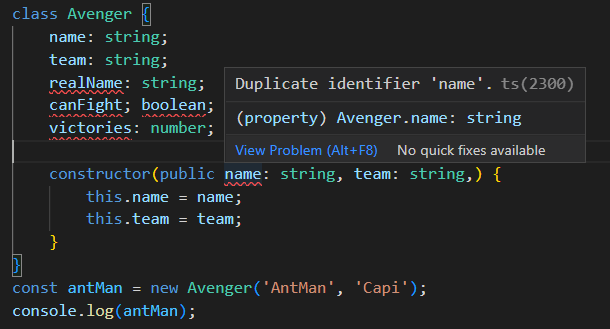 class Avenger {
name: string;
team: string;
realName: string;
canFight; boolean;
victories: number;
Duplicate identifier 'name'. ts(2300)
(property) Avenger.name: string
View Problem (Alt+F8) No quick fixes available
constructor(public name: string, team: string,) {
this.name = name;
this.team = team;
}
}
const antMan = new Avenger('AntMan', 'Capi');
console.log(antMan);